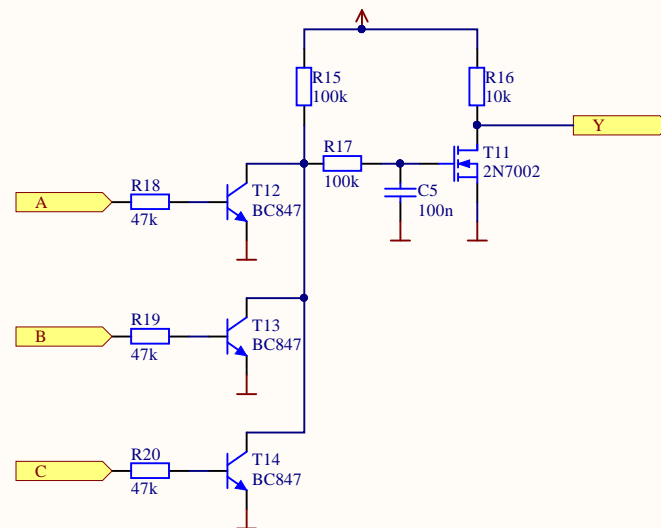 R15
100k
R16
10k
Y
R17
100k
T11
2N7002
C5
100n
A
R18
47k
T12
BC847
B
R19
47k
T13
BC847
C
R20
47k
T14
BC847